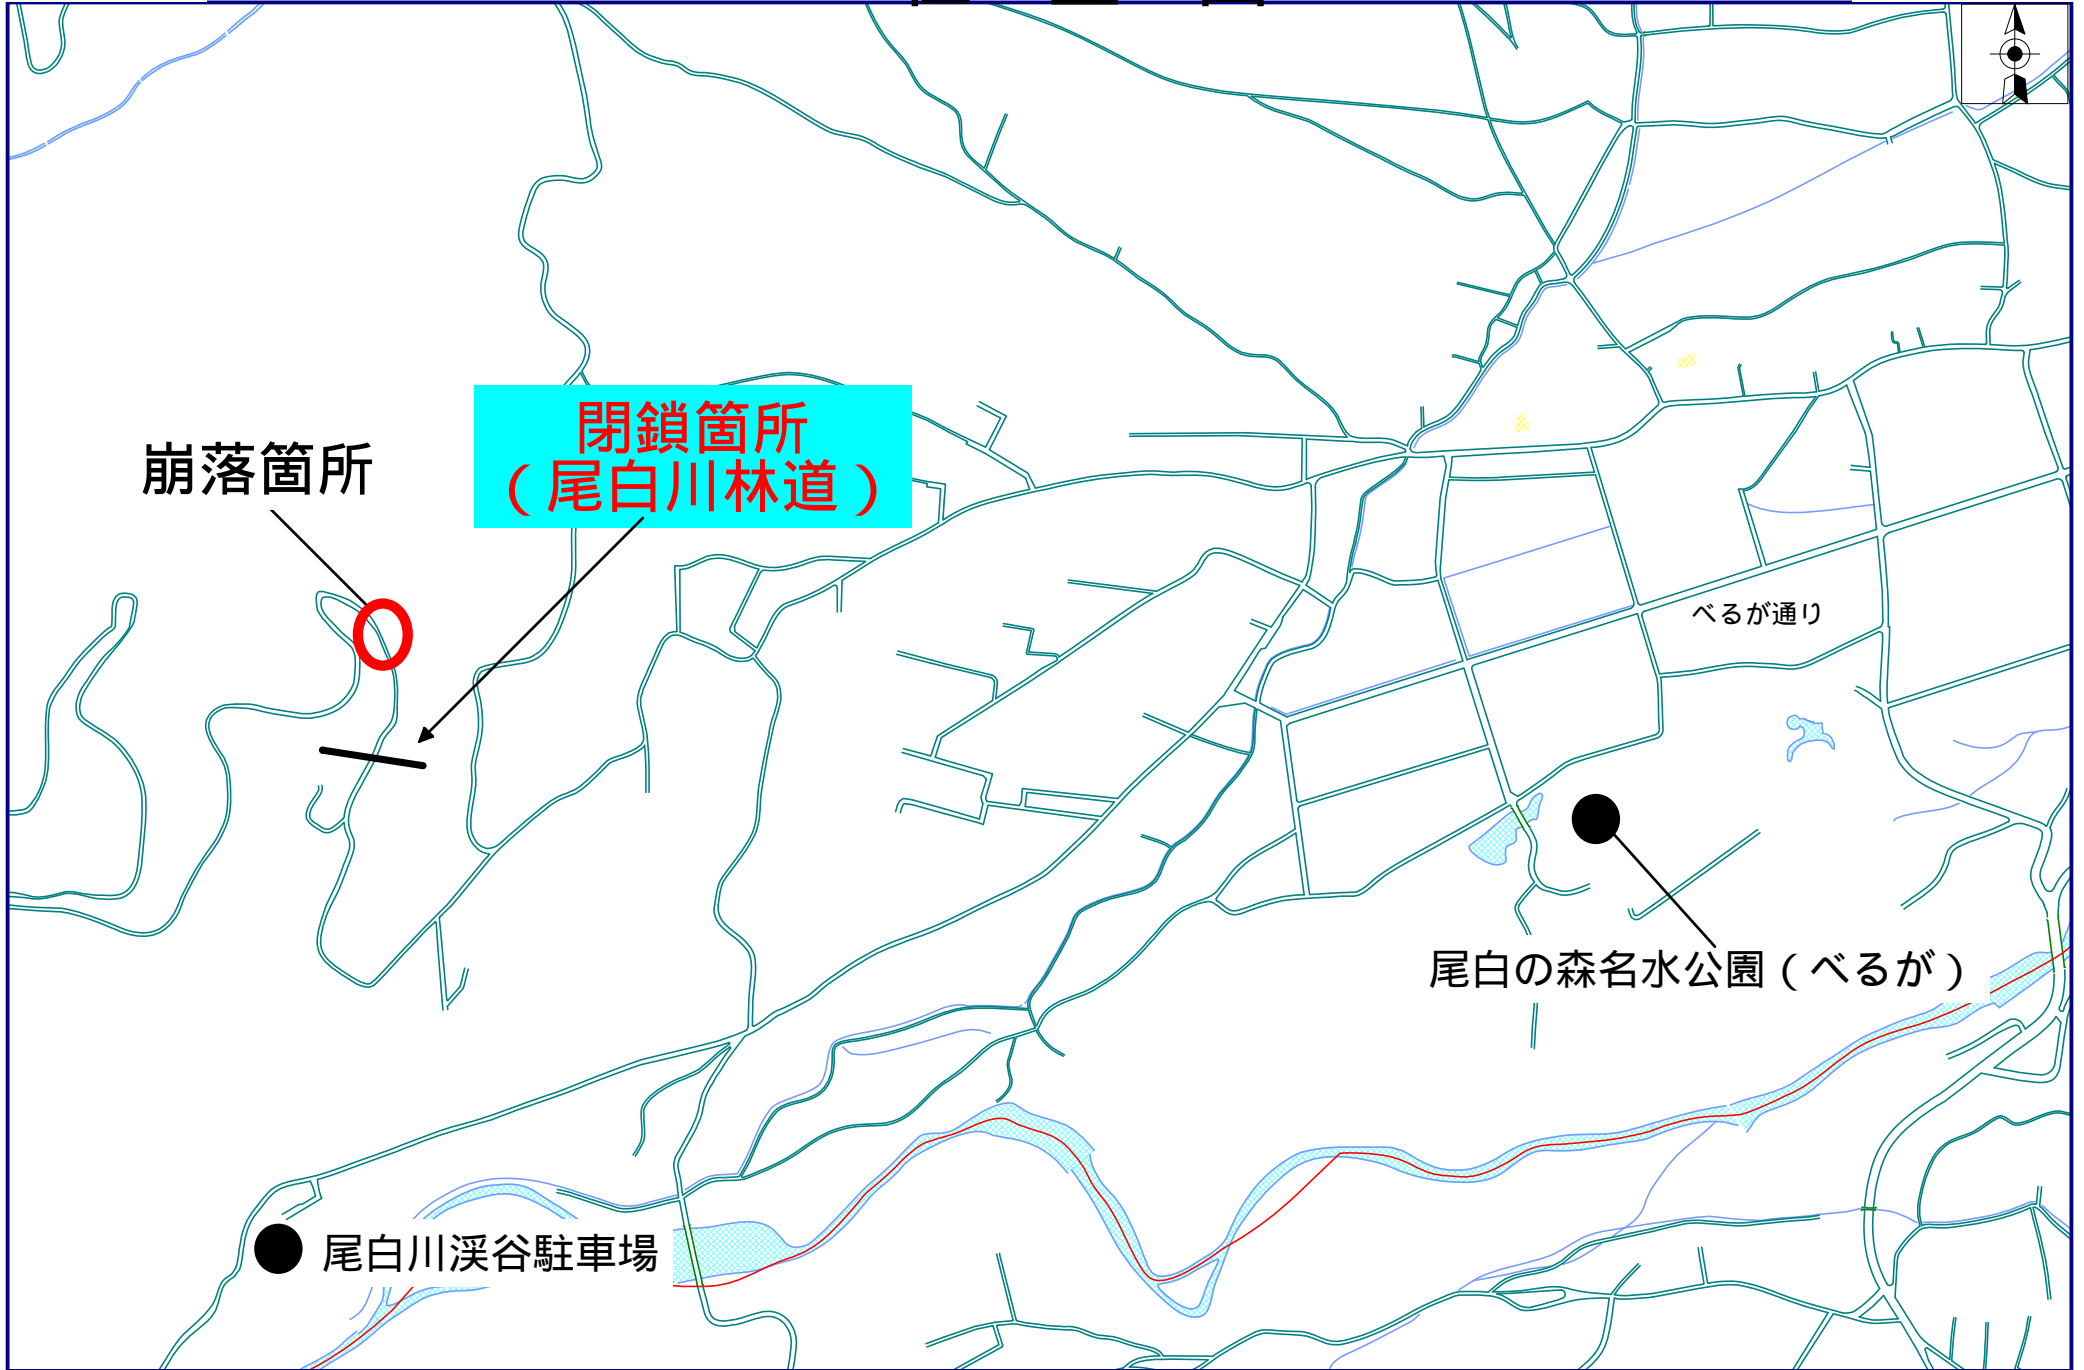 閉鎖箇所
（尾白川林道）
崩落箇所
べるが通り
尾白の森名水公園（べるが）
尾白川渓谷駐車場